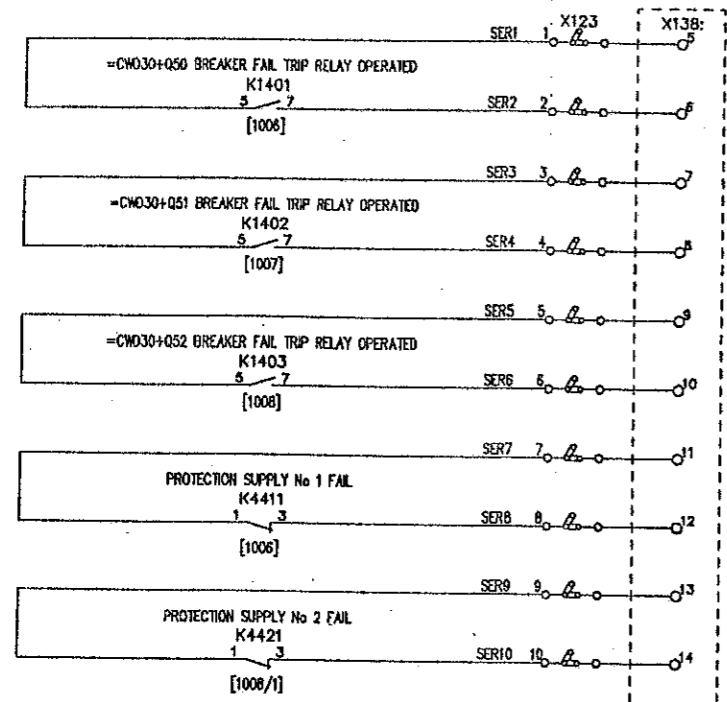 X123 X138:
SER1 1 5
=CW030+Q50 BREAKER FAIL TRIP RELAY OPERATED
K1401
5 7 SER2 2 6
[1006]
SER3 3 7
=CW030+Q51 BREAKER FAIL TRIP RELAY OPERATED
K1402
5 7 SER4 4 8
[1007]
SER5 5 9
=CW030+Q52 BREAKER FAIL TRIP RELAY OPERATED
K1403
5 7 SER6 6 10
[1008]
SER7 7 11
PROTECTION SUPPLY No 1 FAIL
K4411
1 3 SER8 8 12
[1006]
SER9 9 13
PROTECTION SUPPLY No 2 FAIL
K4421
1 3 SER10 10 14
[1008/1]